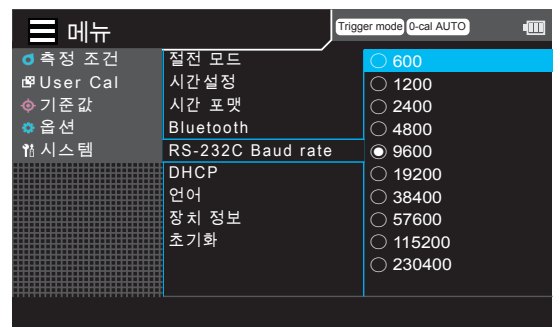 메뉴
Trigger mode 0-cal AUTO
측정 조건
User Cal
기준값
옵션
시스템
절전 모드
시간설정
시간 포맷
Bluetooth
RS-232C Baud rate
DHCP
언어
장치 정보
초기화
600
1200
2400
4800
9600
19200
38400
57600
115200
230400